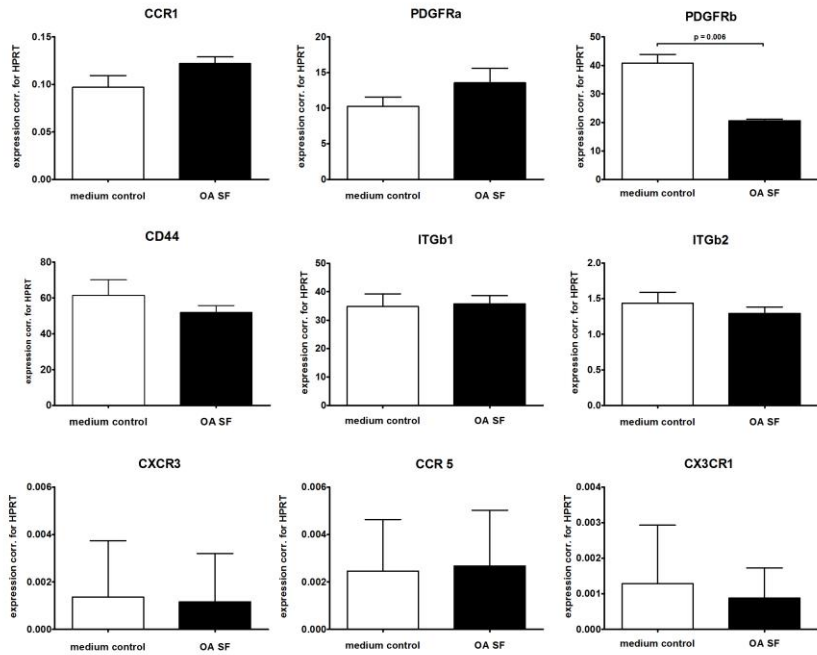 CCR1
expression corr. for HPRT
0.15
0.10
0.05
0.00
medium control
OA SF
PDGFRa
expression corr. for HPRT
20
15
10
5
0
medium control
OA SF
PDGFRb
expression corr. for HPRT
50
40
30
20
10
0
p = 0.006
medium control
OA SF
CD44
expression corr. for HPRT
80
60
40
20
0
medium control
OA SF
ITGb1
expression corr. for HPRT
50
40
30
20
10
0
medium control
OA SF
ITGb2
expression corr. for HPRT
2.0
1.5
1.0
0.5
0.0
medium control
OA SF
CXCR3
expression corr. for HPRT
0.006
0.004
0.002
0.000
medium control
OA SF
CCR 5
expression corr. for HPRT
0.006
0.004
0.002
0.000
medium control
OA SF
CX3CR1
expression corr. for HPRT
0.004
0.003
0.002
0.001
0.000
medium control
OA SF